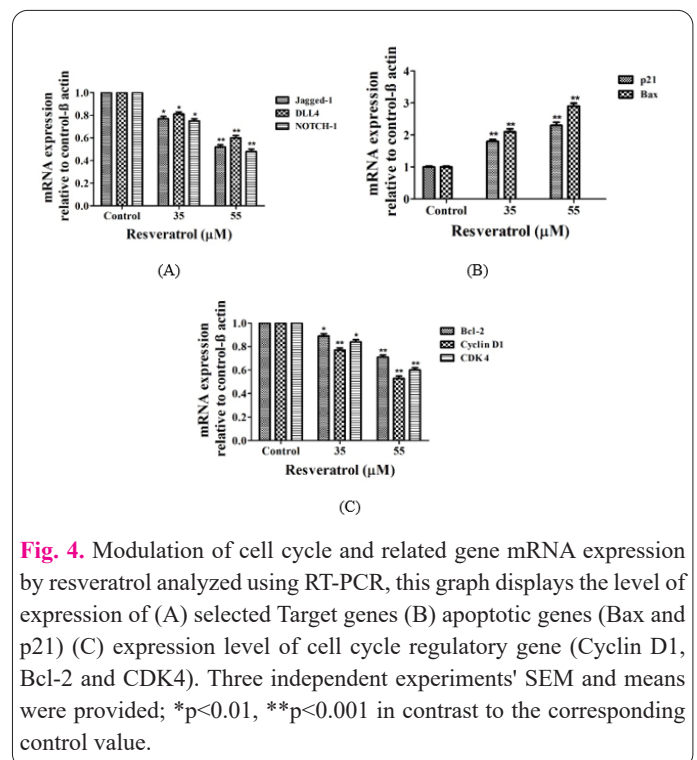 mRNA expression
relative to control-ß actin
1.0
0.8
0.6
0.4
0.2
0.0
* * *
** ** **
Control 35 55
Resveratrol (µM)
Jagged-1
DLL4
NOTCH-1
(A)
mRNA expression
relative to control-ß actin
4
3
2
1
0
** **
** **
Control 35 55
Resveratrol (µM)
p21
Bax
(B)
mRNA expression
relative to control-ß actin
1.0
0.8
0.6
0.4
0.2
0.0
* ** *
** ** **
Control 35 55
Resveratrol (µM)
Bcl-2
Cyclin D1
CDK4
(C)
Fig. 4. Modulation of cell cycle and related gene mRNA expression
by resveratrol analyzed using RT-PCR, this graph displays the level of
expression of (A) selected Target genes (B) apoptotic genes (Bax and
p21) (C) expression level of cell cycle regulatory gene (Cyclin D1,
Bcl-2 and CDK4). Three independent experiments' SEM and means
were provided; *p<0.01, **p<0.001 in contrast to the corresponding
control value.